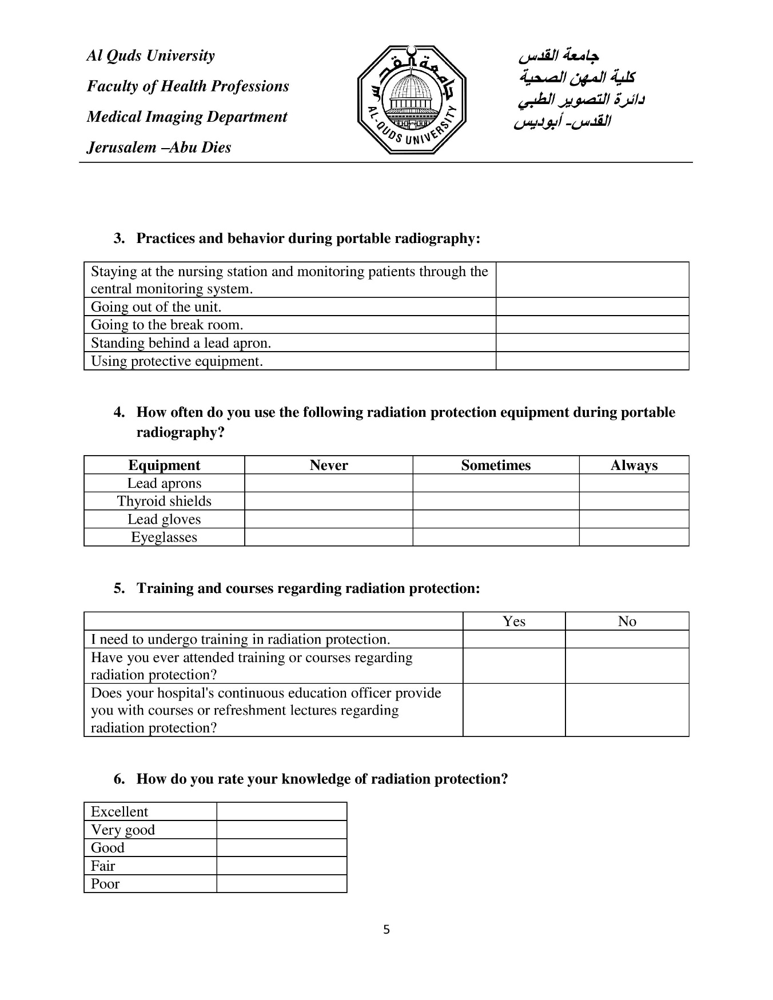 Al Quds University
Faculty of Health Professions
Medical Imaging Department
Jerusalem –Abu Dies
جامعة القدس
AL-QUDS UNIVERSITY
جامعة القدس
كلية المهن الصحية
دائرة التصوير الطبي
القدس- أبوديس
3. Practices and behavior during portable radiography:
Staying at the nursing station and monitoring patients through the
central monitoring system.
Going out of the unit.
Going to the break room.
Standing behind a lead apron.
Using protective equipment.
4. How often do you use the following radiation protection equipment during portable
radiography?
Equipment Never Sometimes Always
Lead aprons
Thyroid shields
Lead gloves
Eyeglasses
5. Training and courses regarding radiation protection:
Yes No
I need to undergo training in radiation protection.
Have you ever attended training or courses regarding
radiation protection?
Does your hospital's continuous education officer provide
you with courses or refreshment lectures regarding
radiation protection?
6. How do you rate your knowledge of radiation protection?
Excellent
Very good
Good
Fair
Poor
5